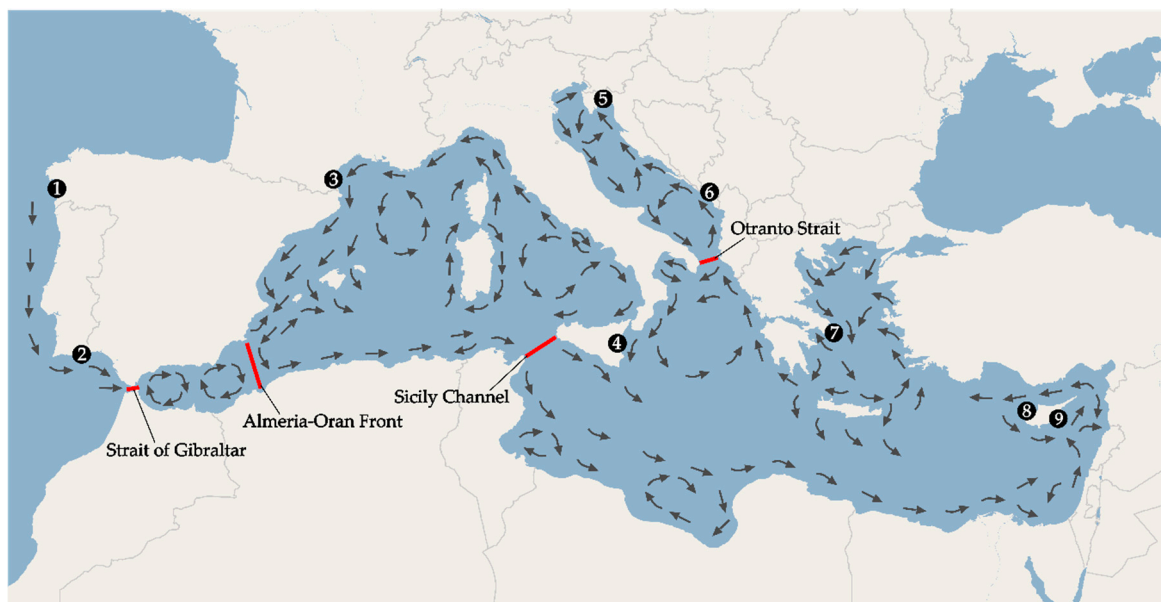 5
3
1
6
Otranto Strait
7
2
4
Sicily Channel
8
9
Almeria-Oran Front
Strait of Gibraltar